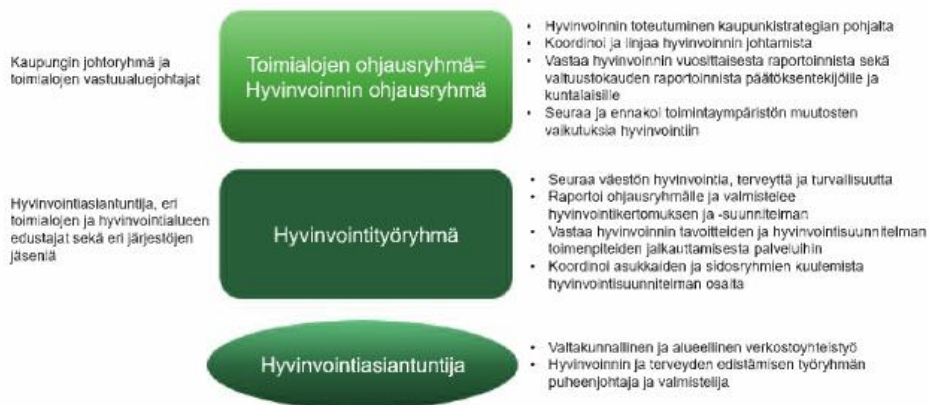 Kaupungin johtoryhmä ja
toimialojen vastuualuejohtajat
Toimialojen ohjausryhmä=
Hyvinvoinnin ohjausryhmä
• Hyvinvoinnin toteutuminen kaupunkistrategian pohjalta
• Koordinoi ja linjaa hyvinvoinnin johtamista
• Vastaa hyvinvoinnin vuosittaisesta raportoinnista sekä
valtuustokauden raportoinnista päätöksentekijöille ja
kuntalaisille
• Seuraa ja ennakoi toimintaympäristön muutosten
vaikutuksia hyvinvointiin
Hyvinvointiasiantuntija, eri
toimialojen ja hyvinvointialueen
edustajat sekä eri järjestöjen
jäseniä
Hyvinvointityöryhmä
• Seuraa väestön hyvinvointia, terveyttä ja turvallisuutta
• Raportoi ohjausryhmälle ja valmistelee
hyvinvointikertomuksen ja -suunnitelman
• Vastaa hyvinvoinnin tavoitteiden ja hyvinvointisuunnitelman
toimenpiteiden jalkauttamisesta palveluihin
• Koordinoi asukkaiden ja sidosryhmien kuulemista
hyvinvointisuunnitelman osalta
Hyvinvointiasiantuntija
• Valtakunnallinen ja alueellinen verkostoyhteistyö
• Hyvinvoinnin ja terveyden edistämisen työryhmän
puheenjohtaja ja valmistelija